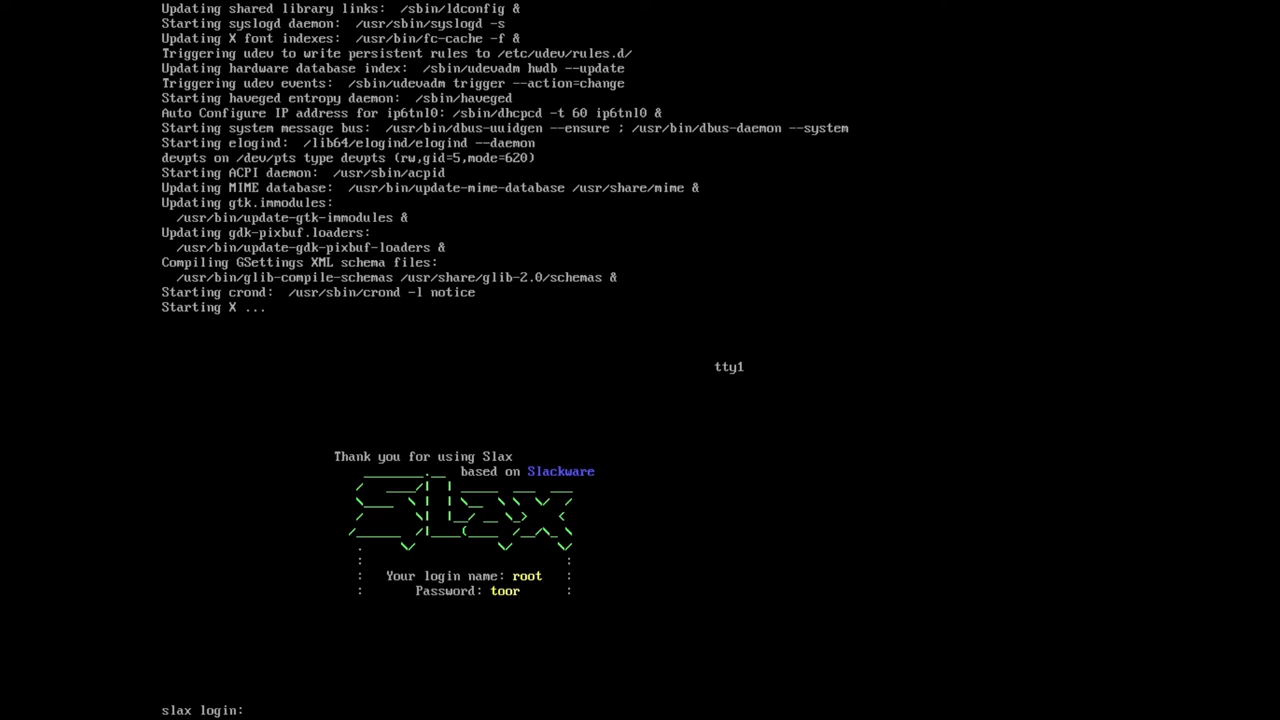 Updating shared library links:  /sbin/ldconfig &
Starting syslogd daemon:  /usr/sbin/syslogd -s
Updating X font indexes:  /usr/bin/fc-cache -f &
Triggering udev to write persistent rules to /etc/udev/rules.d/
Updating hardware database index:  /sbin/udevadm hwdb --update
Triggering udev events:  /sbin/udevadm trigger --action=change
Starting haveged entropy daemon:  /sbin/haveged
Auto Configure IP address for ip6tnl0: /sbin/dhcpcd -t 60 ip6tnl0 &
Starting system message bus:  /usr/bin/dbus-uuidgen --ensure ; /usr/bin/dbus-daemon --system
Starting elogind:  /lib64/elogind/elogind --daemon
devpts on /dev/pts type devpts (rw,gid=5,mode=620)
Starting ACPI daemon:  /usr/sbin/acpid
Updating MIME database:  /usr/bin/update-mime-database /usr/share/mime &
Updating gtk.immodules:
  /usr/bin/update-gtk-immodules &
Updating gdk-pixbuf.loaders:
  /usr/bin/update-gdk-pixbuf-loaders &
Compiling GSettings XML schema files:
  /usr/bin/glib-compile-schemas /usr/share/glib-2.0/schemas &
Starting crond:  /usr/sbin/crond -l notice
Starting X ...
tty1
Thank you for using Slax
based on Slackware
Slax
Your login name: root
Password: toor
slax login: